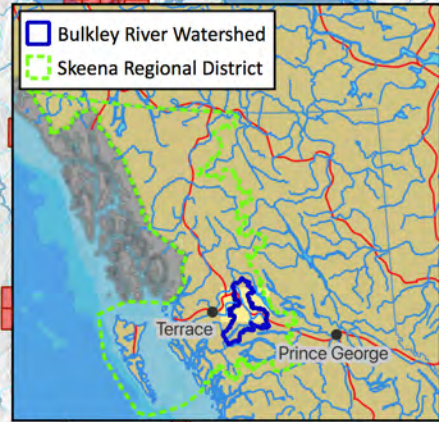 Bulkley River Watershed
Skeena Regional District
Terrace
Prince George